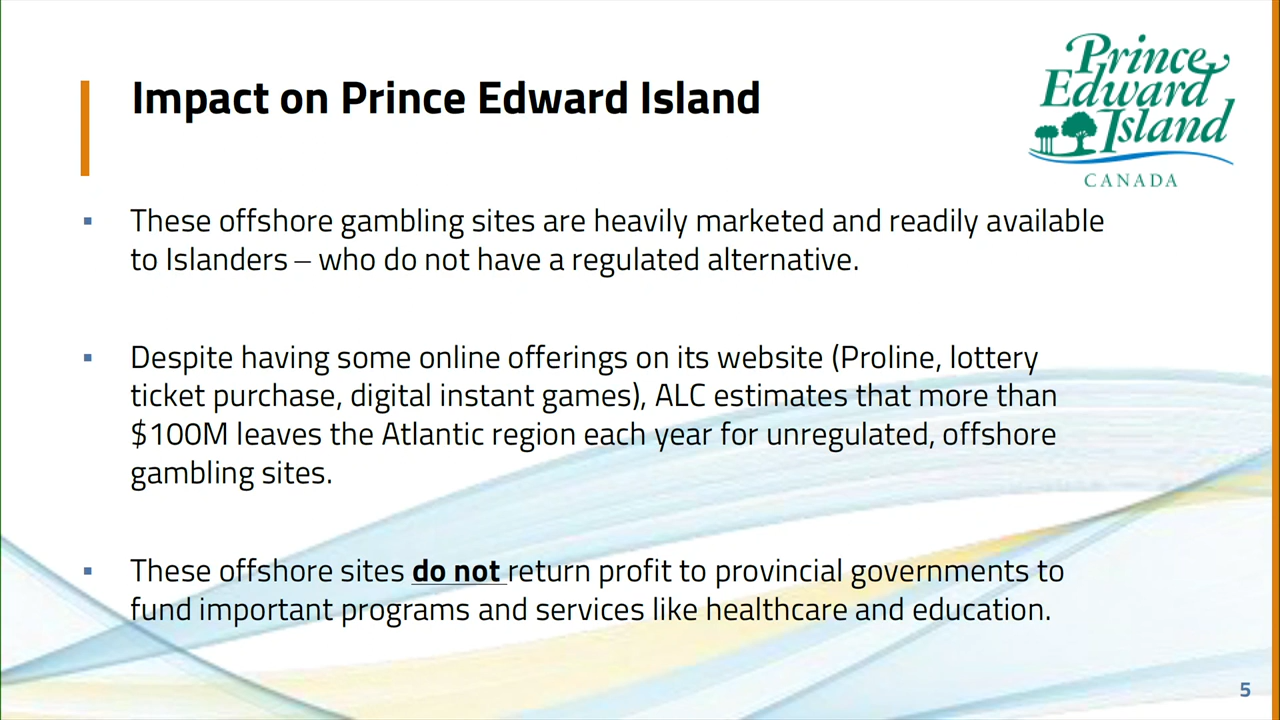 Impact on Prince Edward Island
Prince
Edward
Island
CANADA
▪ These offshore gambling sites are heavily marketed and readily available
to Islanders – who do not have a regulated alternative.
▪ Despite having some online offerings on its website (Proline, lottery
ticket purchase, digital instant games), ALC estimates that more than
$100M leaves the Atlantic region each year for unregulated, offshore
gambling sites.
▪ These offshore sites do not return profit to provincial governments to
fund important programs and services like healthcare and education.
5